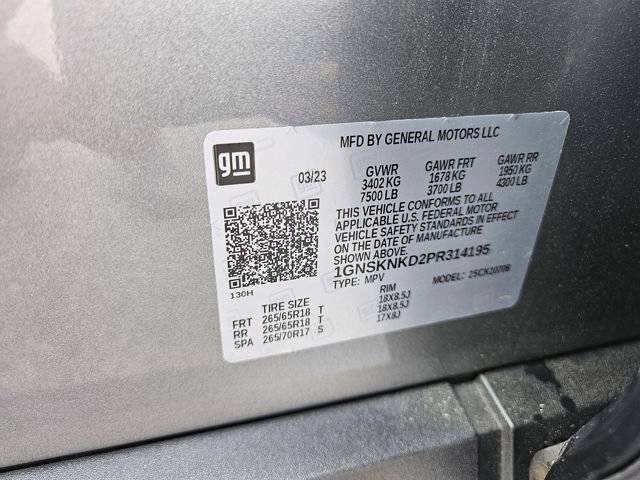 gm
MFD BY GENERAL MOTORS LLC
03/23 GVWR GAWR FRT GAWR RR
3402 KG 1678 KG 1950 KG
7500 LB 3700 LB 4300 LB
THIS VEHICLE CONFORMS TO ALL
APPLICABLE U.S. FEDERAL MOTOR
VEHICLE SAFETY STANDARDS IN EFFECT
ON THE DATE OF MANUFACTURE
SHOWN ABOVE.
1GNSKNKD2PR314195
TYPE: MPV MODEL: 2SCK10706
130H
TIRE SIZE RIM
FRT 265/65R18 T 18X8.5J
RR 265/65R18 T 18X8.5J
SPA 265/70R17 S 17X8J